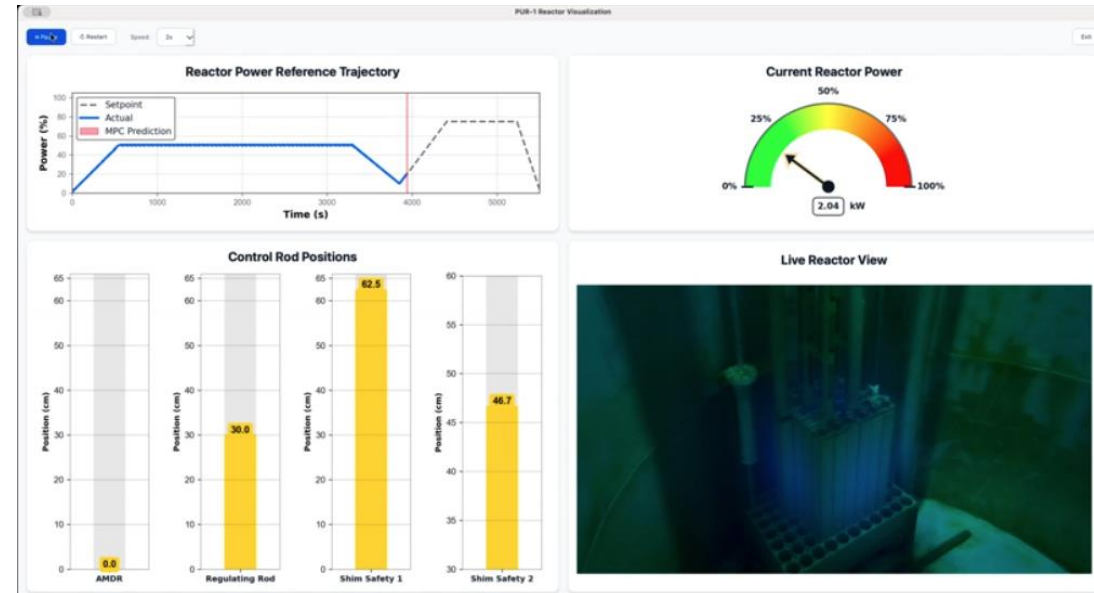 PUR-1 Reactor Visualization
Restart
Speed
2x
Exit
Reactor Power Reference Trajectory
Power (%)
100
80
60
40
20
0
Setpoint
Actual
MPC Prediction
0 1000 2000 3000 4000 5000
Time (s)
Current Reactor Power
0%
25%
50%
75%
100%
2.04 kW
Control Rod Positions
Position (cm)
65
60
50
40
30
20
10
0
0.0
AMDR
Position (cm)
65
60
50
40
30
20
10
0
30.0
Regulating Rod
Position (cm)
65
60
50
40
30
20
10
0
62.5
Shim Safety 1
Position (cm)
60
55
50
45
40
35
30
46.7
Shim Safety 2
Live Reactor View